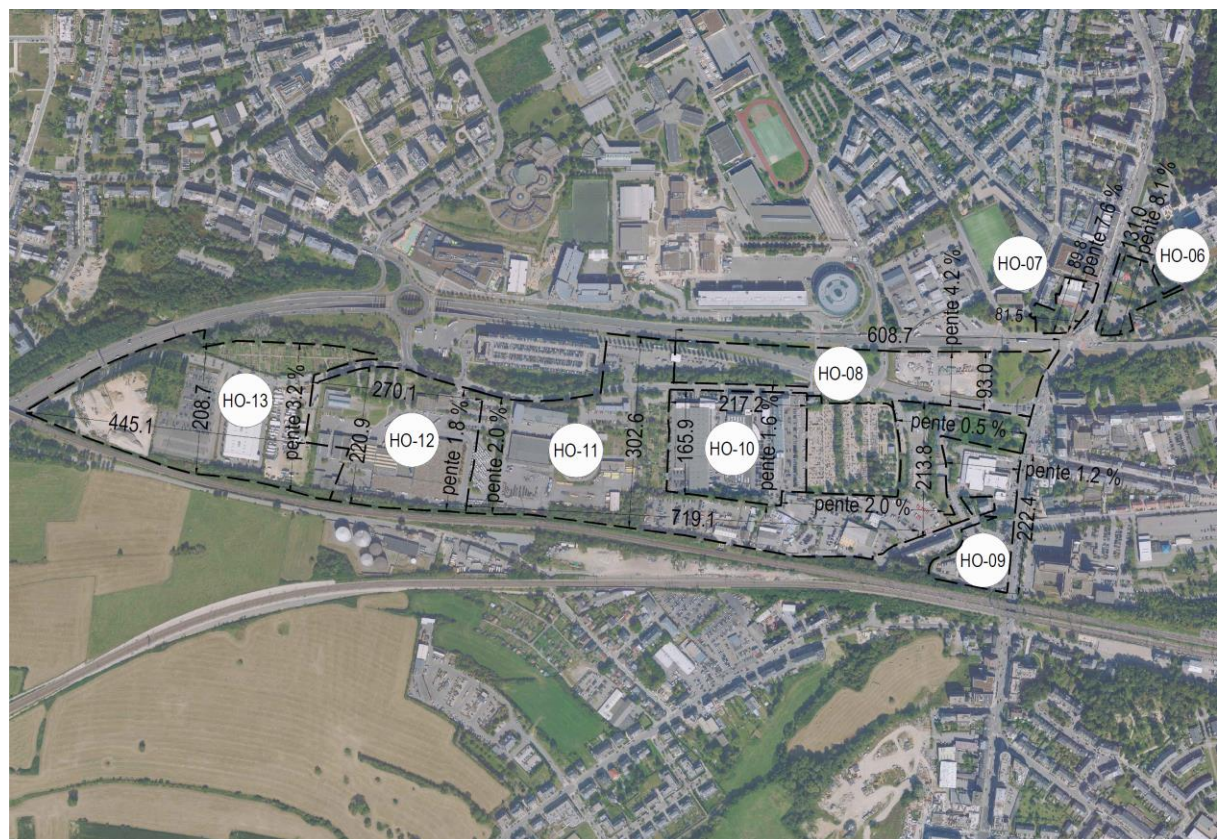 HO-06
pente 8.1 %
131.0
pente 7.6 %
89.8
HO-07
81.5
pente 4.2 %
608.7
HO-08
93.0
445.1
208.7
HO-13
pente 3.2 %
270.1
220.9
HO-12
pente 1.8 %
pente 2.0 %
HO-11
302.6
165.9
217.2
HO-10
pente 1.6 %
pente 0.5 %
213.8
pente 1.2 %
222.4
pente 2.0 %
719.1
HO-09